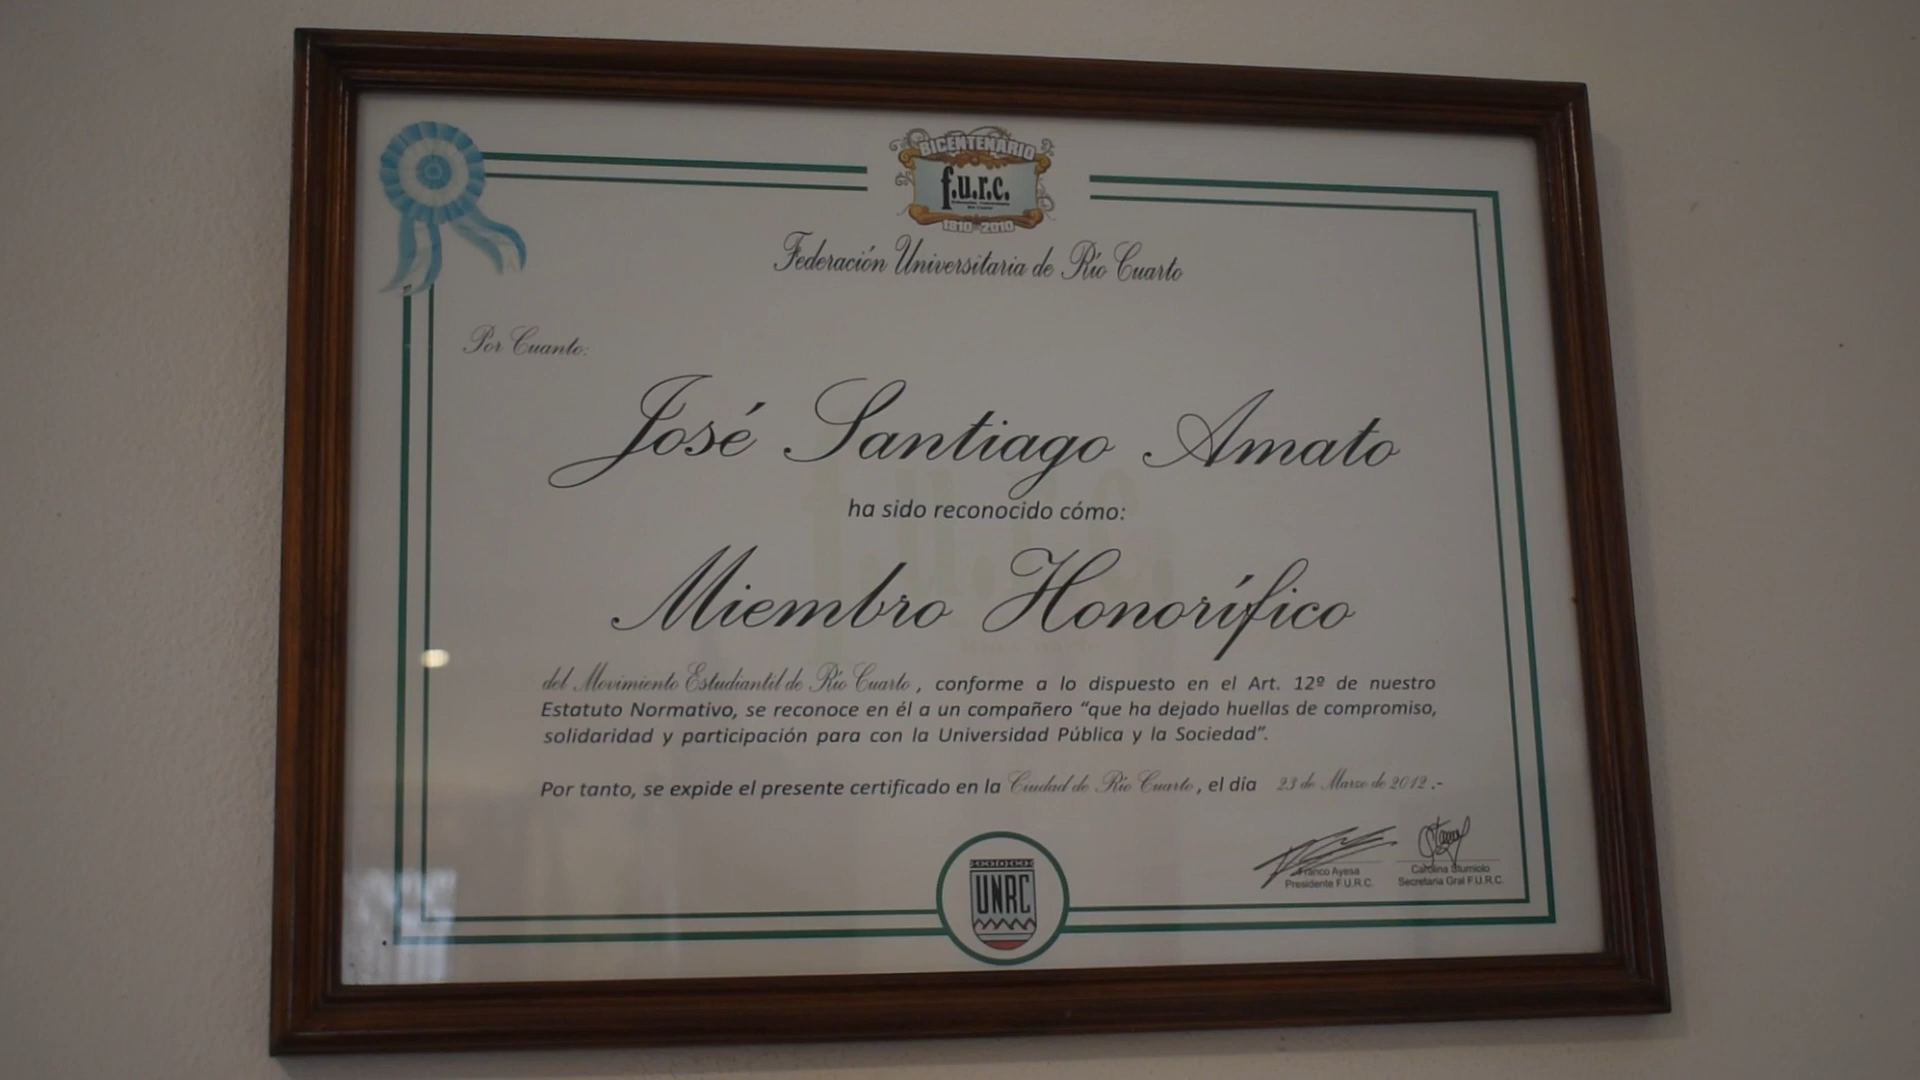 BICENTENARIO
f.u.r.c.
1810 2010
Federación Universitaria de Río Cuarto
Por Cuanto:
José Santiago Amato
ha sido reconocido cómo:
Miembro Honorífico
del Movimiento Estudiantil de Río Cuarto, conforme a lo dispuesto en el Art. 12º de nuestro
Estatuto Normativo, se reconoce en él a un compañero “que ha dejado huellas de compromiso,
solidaridad y participación para con la Universidad Pública y la Sociedad”.
Por tanto, se expide el presente certificado en la Ciudad de Río Cuarto, el día 23 de Marzo de 2012.-
Franco Ayesa Carolina
Presidente F.U.R.C. Secretaria Gral F.U.R.C.
UNRC